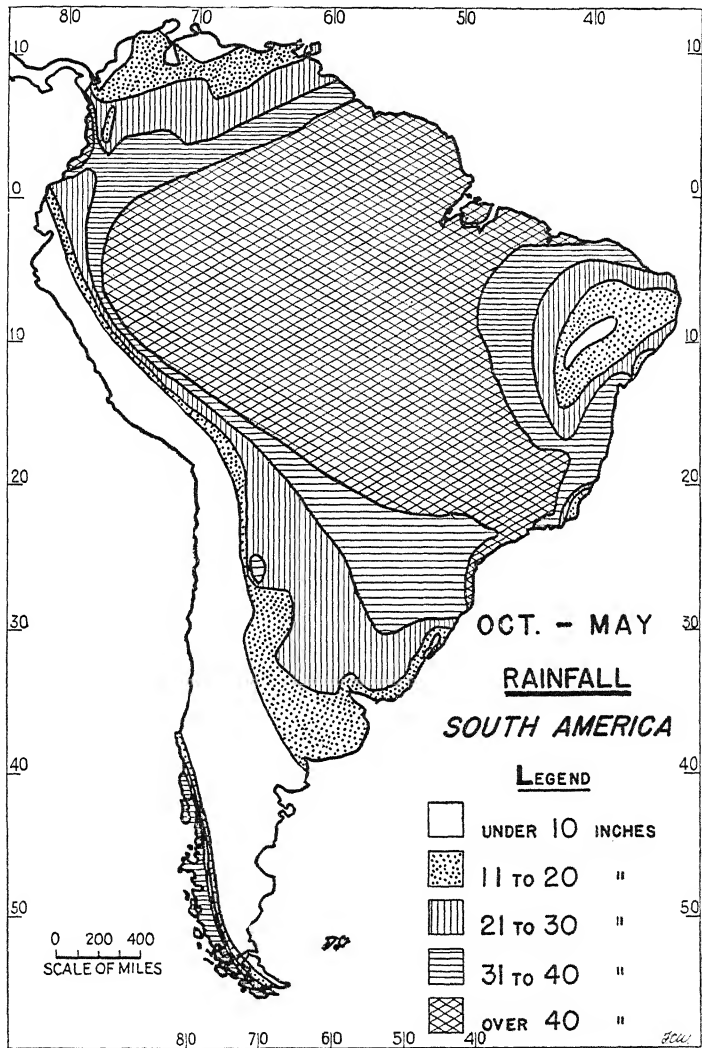 80 70 60 50 40
10 10
0 0
10 10
20 20
30 30
OCT. - MAY
RAINFALL
SOUTH AMERICA
40 40
LEGEND
UNDER 10 INCHES
11 TO 20 "
21 TO 30 "
50 50
0 200 400
SCALE OF MILES
31 TO 40 "
OVER 40 "
80 70 60 50 40